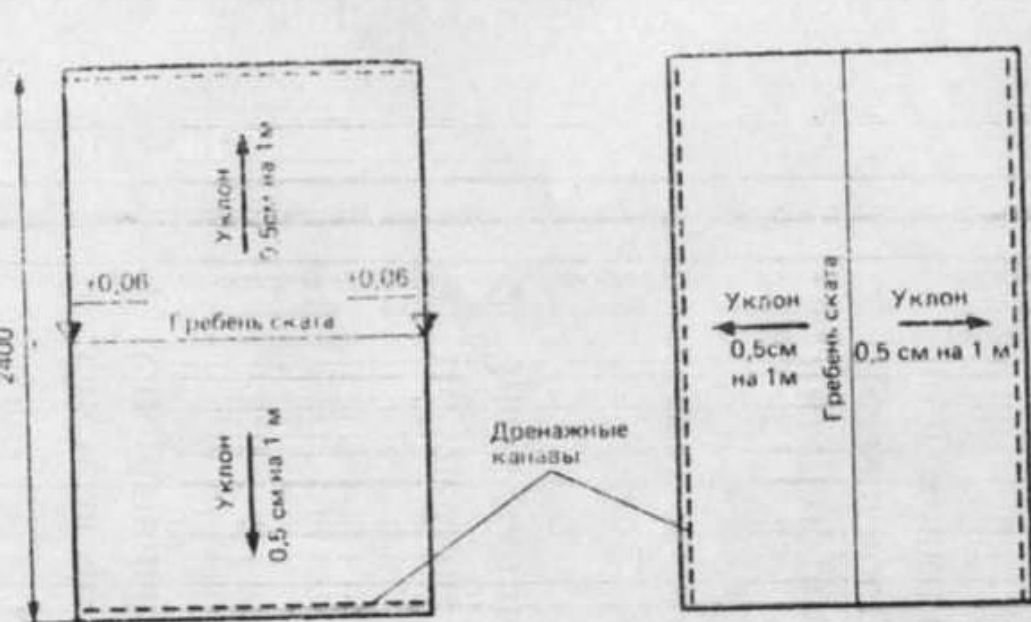 2400
Уклон
0,5см на 1м
+0,06
+0,06
Гребень ската
Уклон
0,5 см на 1 м
Дренажные
канавы
Уклон
0,5см
на 1м
Гребень ската
Уклон
0,5 см на 1 м